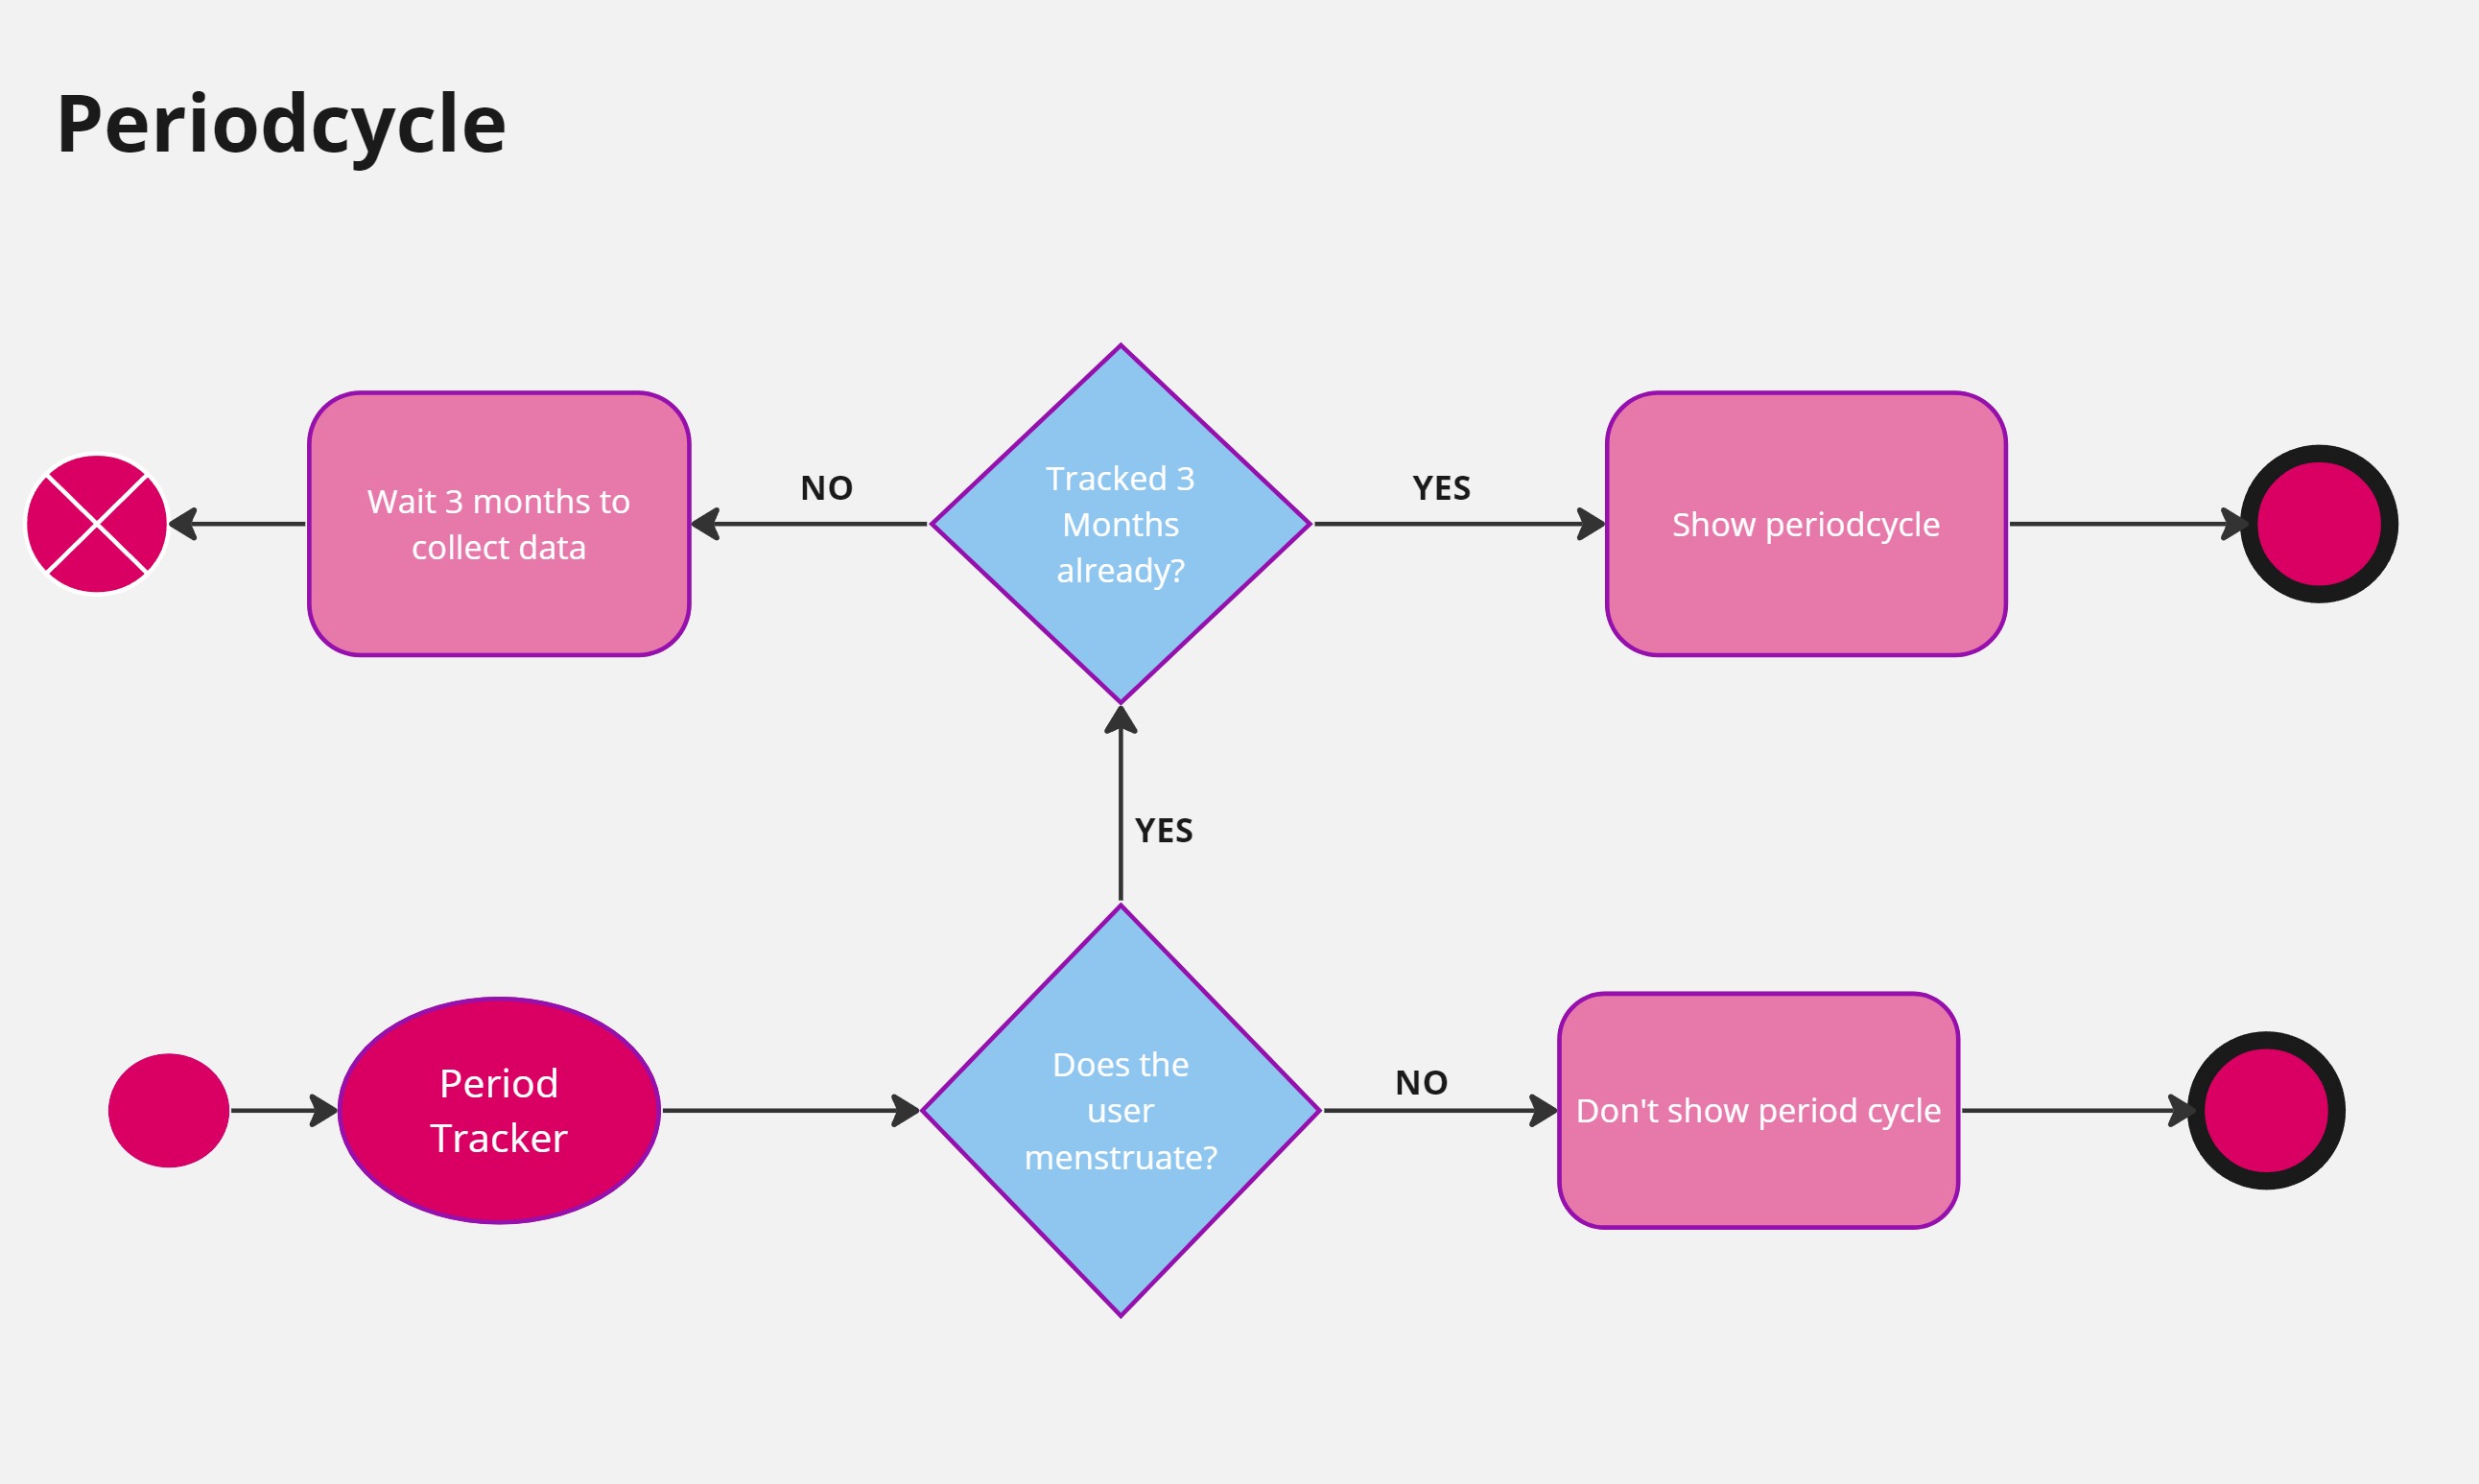 Periodcycle
Wait 3 months to
collect data
NO
Tracked 3
Months
already?
YES
Show periodcycle
YES
Period
Tracker
Does the
user
menstruate?
NO
Don't show period cycle